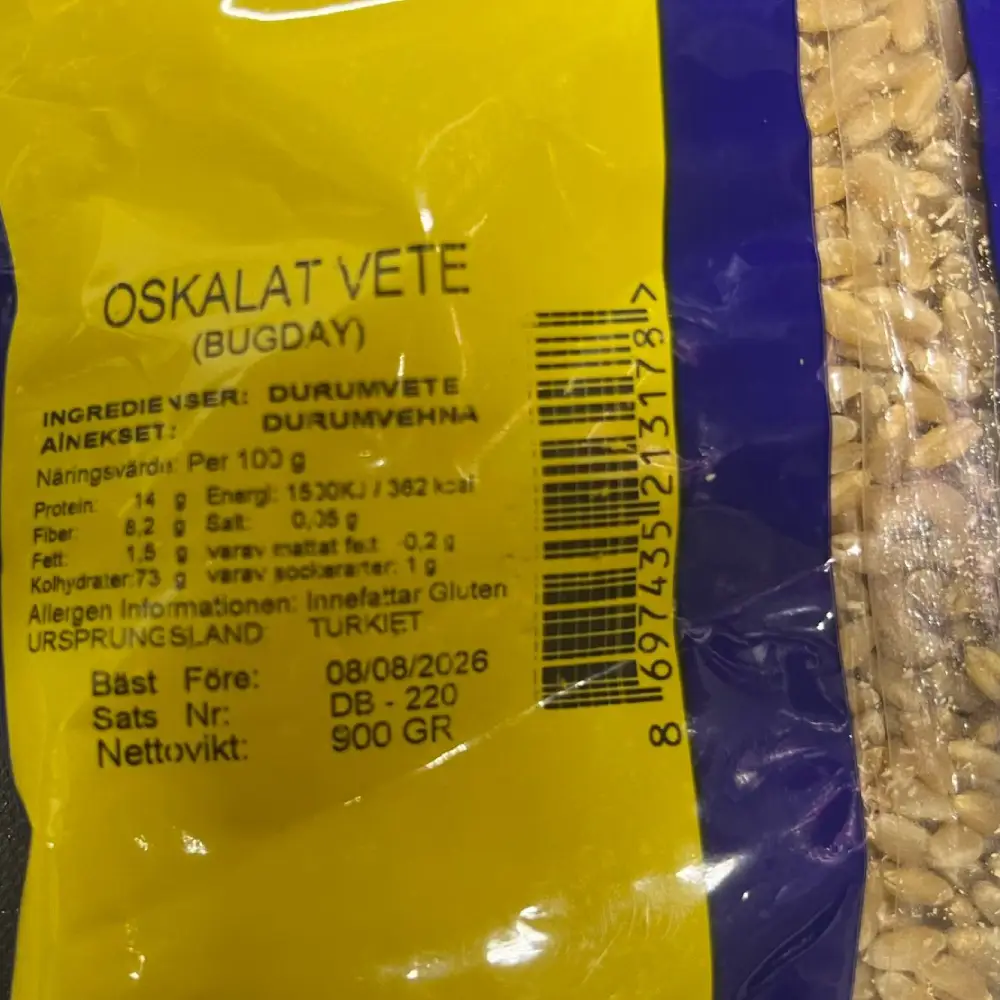 OSKALAT VETE
(BUGDAY)
INGREDIENSER: DURUMVETE
AINEKSET: DURUMVEHNA
Näringsvärde: Per 100 g
Protein: 14 g Energi: 1530KJ / 362 kcal
Fiber: 8,2 g Salt: 0,05 g
Fett: 1,5 g varav mättat fett 0,2 g
Kolhydrater: 73 g varav sockerarter: 1 g
Allergen Informationen: Innefattar Gluten
URSPRUNGSLAND TURKIET
Bäst Före: 08/08/2026
Sats Nr: DB - 220
Nettovikt: 900 GR
8 697435 213178 >